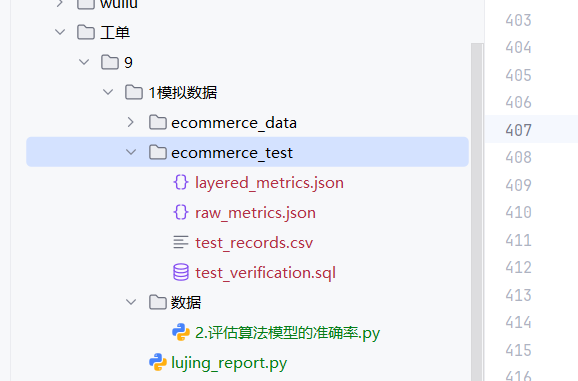 wuliu
工单
9
1模拟数据
ecommerce_data
ecommerce_test
layered_metrics.json
raw_metrics.json
test_records.csv
test_verification.sql
数据
2.评估算法模型的准确率.py
lujing_report.py
403
404
405
406
407
408
409
410
411
412
413
414
415
416